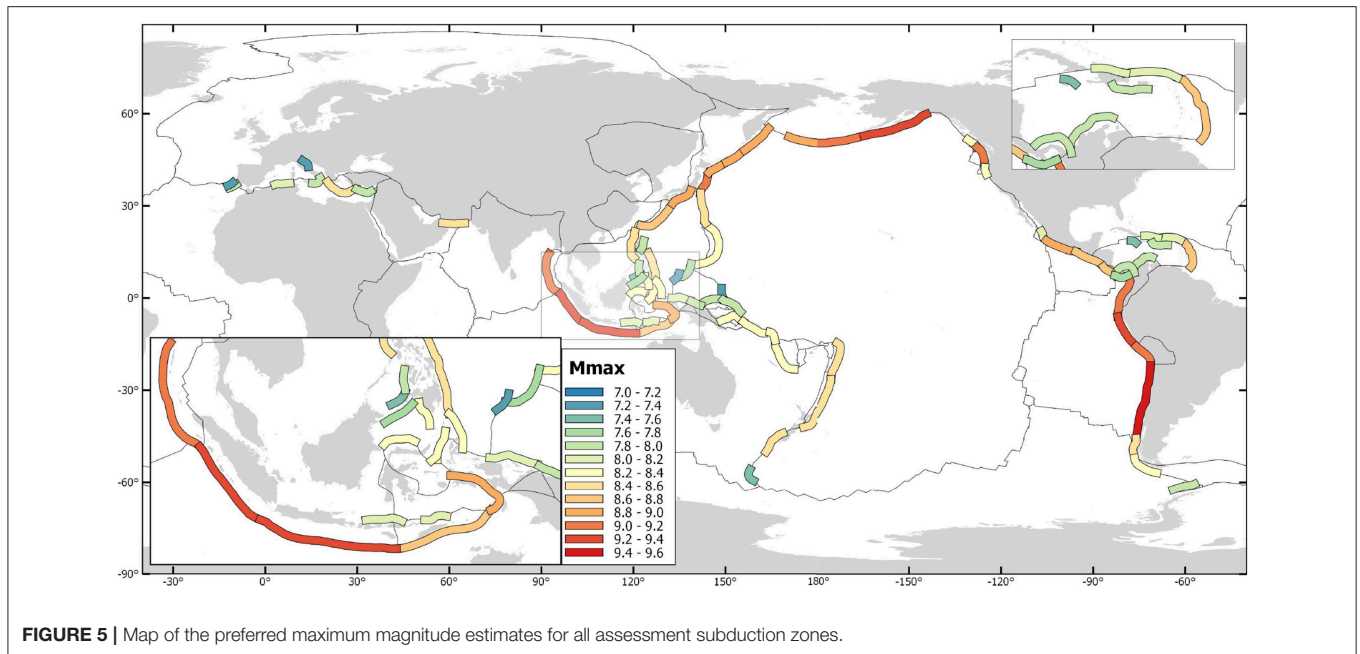 60°
30°
0°
-30°
-60°
-90°
Mmax
7.0 - 7.2
7.2 - 7.4
7.4 - 7.6
7.6 - 7.8
7.8 - 8.0
8.0 - 8.2
8.2 - 8.4
8.4 - 8.6
8.6 - 8.8
8.8 - 9.0
9.0 - 9.2
9.2 - 9.4
9.4 - 9.6
-30° 0° 30° 60° 90° 120° 150° 180° -150° -120° -90° -60°
FIGURE 5 | Map of the preferred maximum magnitude estimates for all assessment subduction zones.